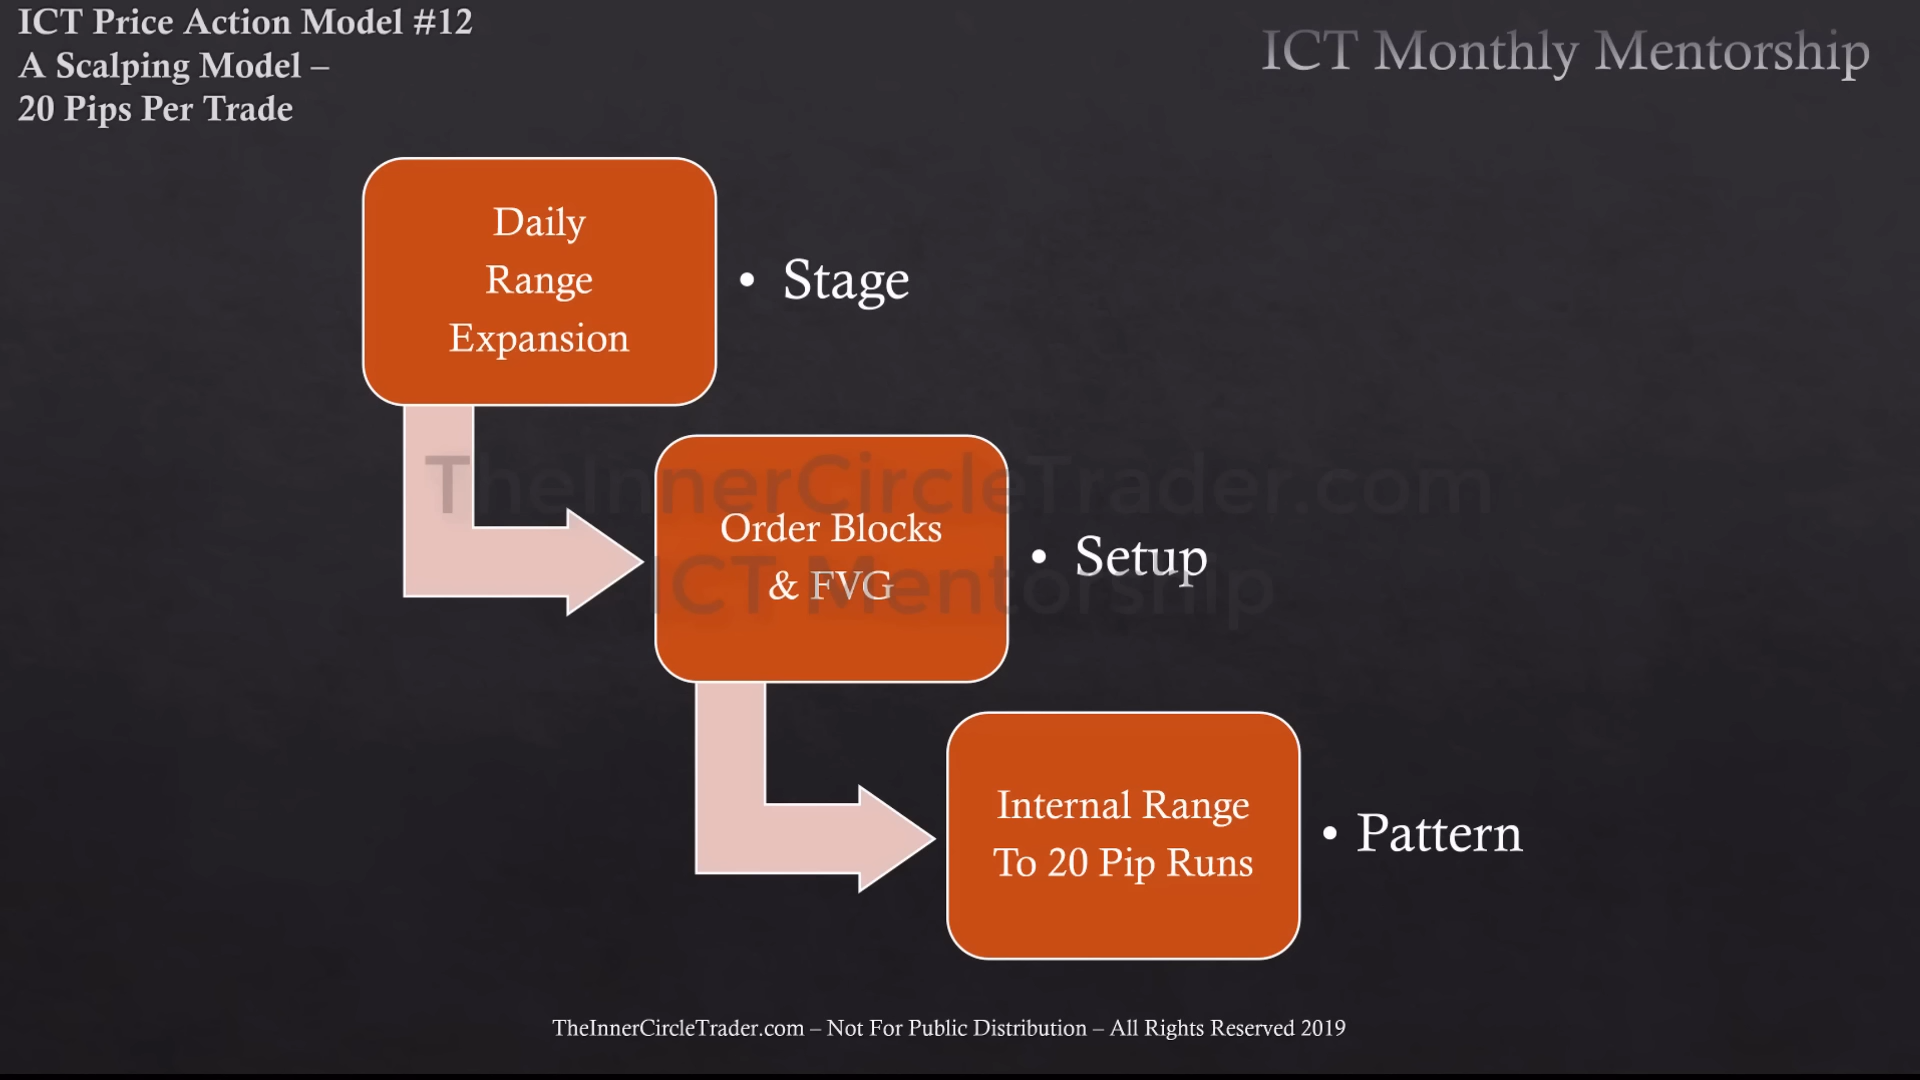 ICT Price Action Model #12
A Scalping Model –
20 Pips Per Trade
ICT Monthly Mentorship
Daily
Range
Expansion
• Stage
TheInnerCircleTrader.com
ICT Mentorship
Order Blocks
& FVG
• Setup
Internal Range
To 20 Pip Runs
• Pattern
TheInnerCircleTrader.com – Not For Public Distribution – All Rights Reserved 2019